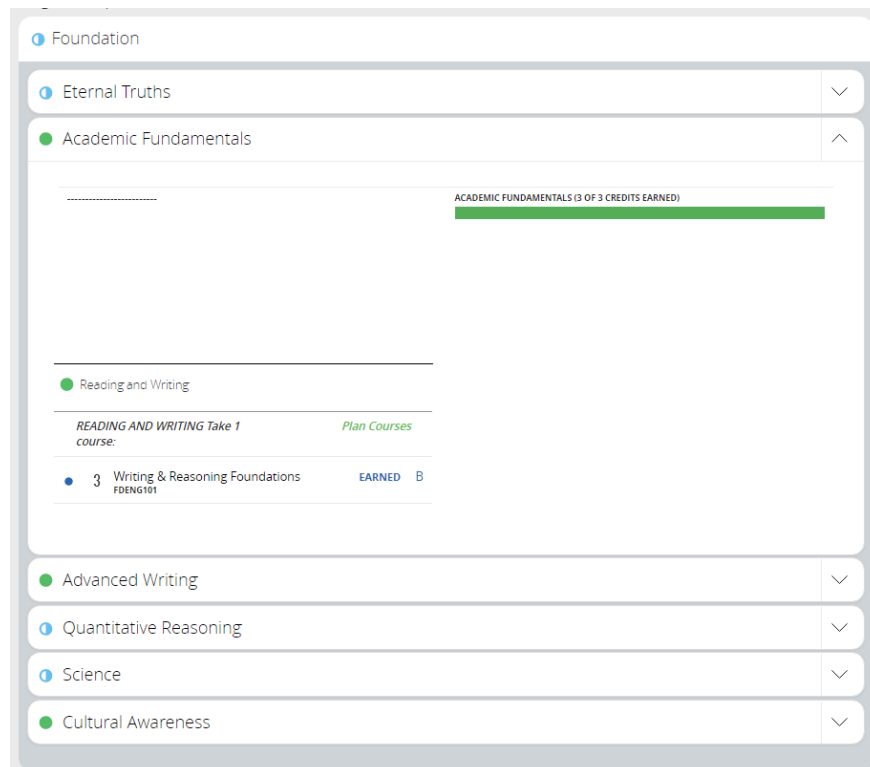 Foundation
Eternal Truths
Academic Fundamentals
------------------------
ACADEMIC FUNDAMENTALS (3 OF 3 CREDITS EARNED)
Reading and Writing
READING AND WRITING Take 1 course:
Plan Courses
3 Writing & Reasoning Foundations EARNED B
FDENG101
Advanced Writing
Quantitative Reasoning
Science
Cultural Awareness